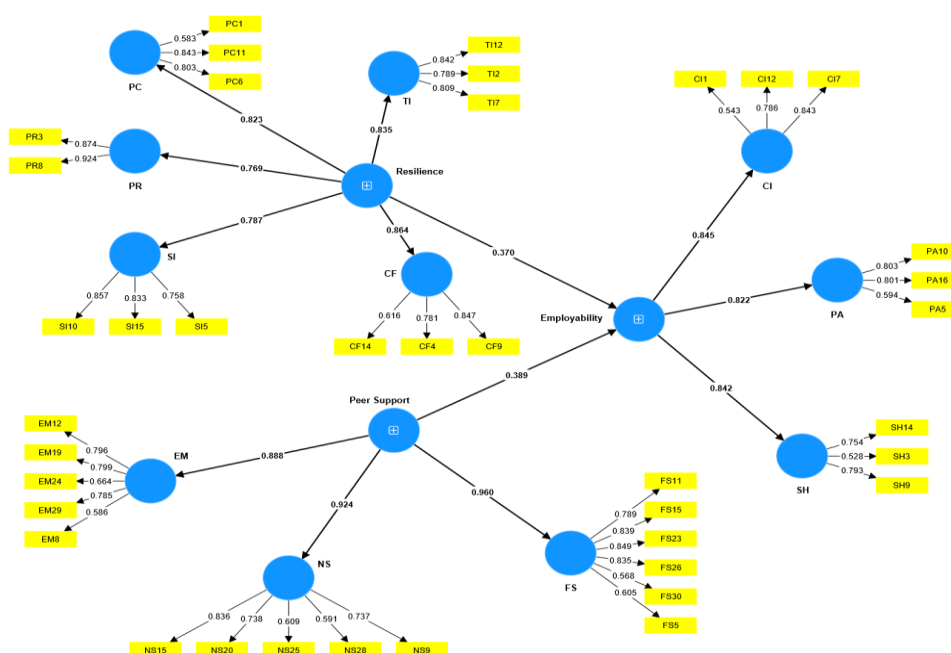 PC1
0.583
0.843
PC11
0.803
PC6
PC
TI12
0.842
0.789
TI2
0.809
TI7
TI
CI1
CI12
CI7
0.543
0.786
0.843
CI
0.823
0.835
PR3
0.874
0.924
PR8
PR
0.769
Resilience
0.787
SI
0.864
0.857
0.833
0.758
SI10
SI15
SI5
CF
0.616
0.781
0.847
CF14
CF4
CF9
0.370
0.845
PA10
0.803
0.801
PA16
0.594
PA5
PA
0.822
Employability
0.842
0.389
Peer Support
EM12
0.796
EM19
0.799
EM24
0.664
0.785
EM29
0.586
EM8
EM
0.888
SH14
0.754
0.528
SH3
0.793
SH9
SH
0.924
0.960
FS11
0.789
FS15
0.839
0.849
FS23
0.835
FS26
0.568
FS30
0.605
FS5
FS
NS
0.836
0.738
0.609
0.591
0.737
NS15
NS20
NS25
NS28
NS9